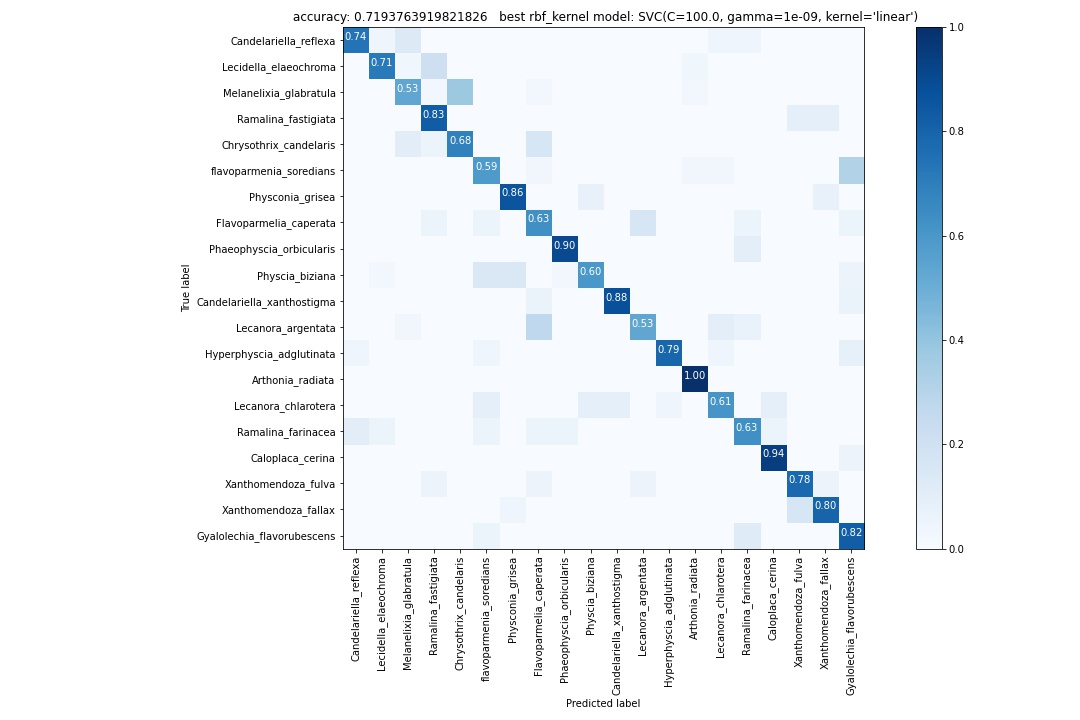 accuracy: 0.7193763919821826   best rbf_kernel model: SVC(C=100.0, gamma=1e-09, kernel='linear')
Candelariella_reflexa 0.74
Lecidella_elaeochroma 0.71
Melanelixia_glabratula 0.53
Ramalina_fastigiata 0.83
Chrysothrix_candelaris 0.68
flavoparmenia_soredians 0.59
Physconia_grisea 0.86
Flavoparmelia_caperata 0.63
Phaeophyscia_orbicularis 0.90
Physcia_biziana 0.60
Candelariella_xanthostigma 0.88
Lecanora_argentata 0.53
Hyperphyscia_adglutinata 0.79
Arthonia_radiata 1.00
Lecanora_chlarotera 0.61
Ramalina_farinacea 0.63
Caloplaca_cerina 0.94
Xanthomendoza_fulva 0.78
Xanthomendoza_fallax 0.80
Gyalolechia_flavorubescens 0.82
True label
Candelariella_reflexa
Lecidella_elaeochroma
Melanelixia_glabratula
Ramalina_fastigiata
Chrysothrix_candelaris
flavoparmenia_soredians
Physconia_grisea
Flavoparmelia_caperata
Phaeophyscia_orbicularis
Physcia_biziana
Candelariella_xanthostigma
Lecanora_argentata
Hyperphyscia_adglutinata
Arthonia_radiata
Lecanora_chlarotera
Ramalina_farinacea
Caloplaca_cerina
Xanthomendoza_fulva
Xanthomendoza_fallax
Gyalolechia_flavorubescens
Predicted label
1.0
0.8
0.6
0.4
0.2
0.0